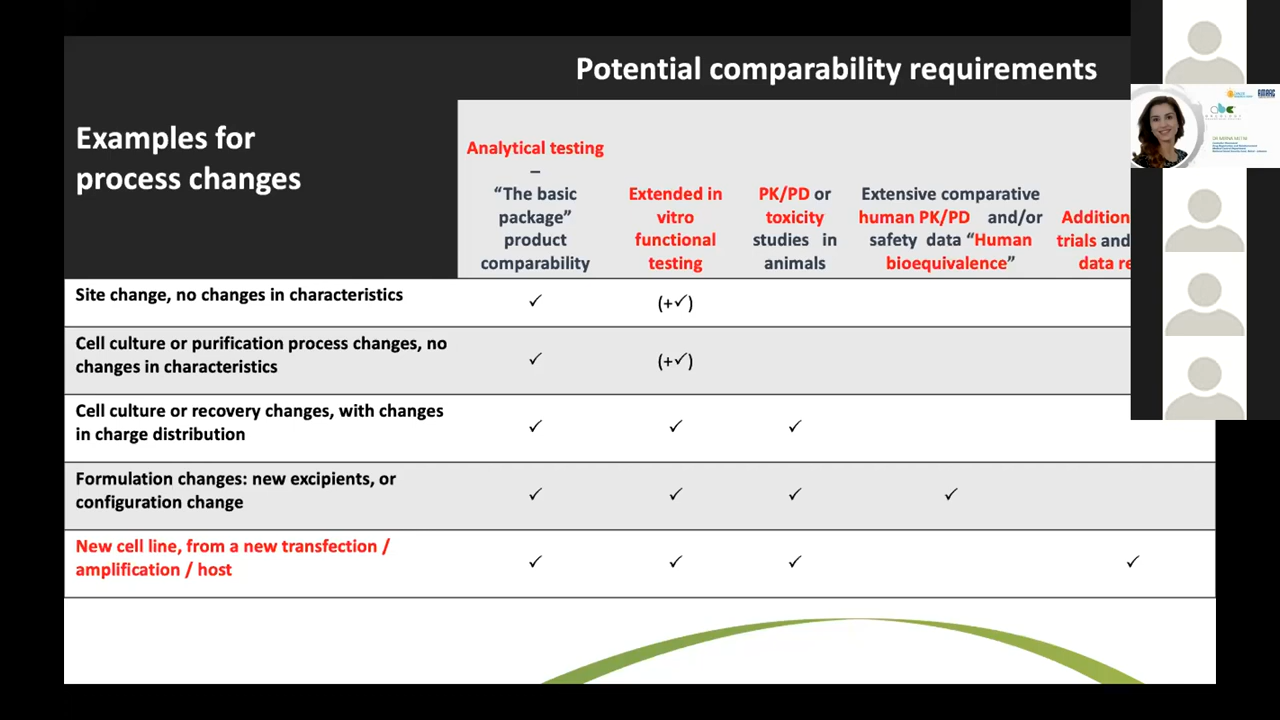 Potential comparability requirements
Examples for
process changes
Analytical testing
–
“The basic
package”
product
comparability
Extended in
vitro
functional
testing
PK/PD or
toxicity
studies in
animals
Extensive comparative
human PK/PD and/or
safety data “Human
bioequivalence”
trials and
data
Site change, no changes in characteristics
✓
(+✓)
Cell culture or purification process changes, no
changes in characteristics
✓
(+✓)
Cell culture or recovery changes, with changes
in charge distribution
✓
✓
✓
Formulation changes: new excipients, or
configuration change
✓
✓
✓
✓
New cell line, from a new transfection /
amplification / host
✓
✓
✓
✓
abc